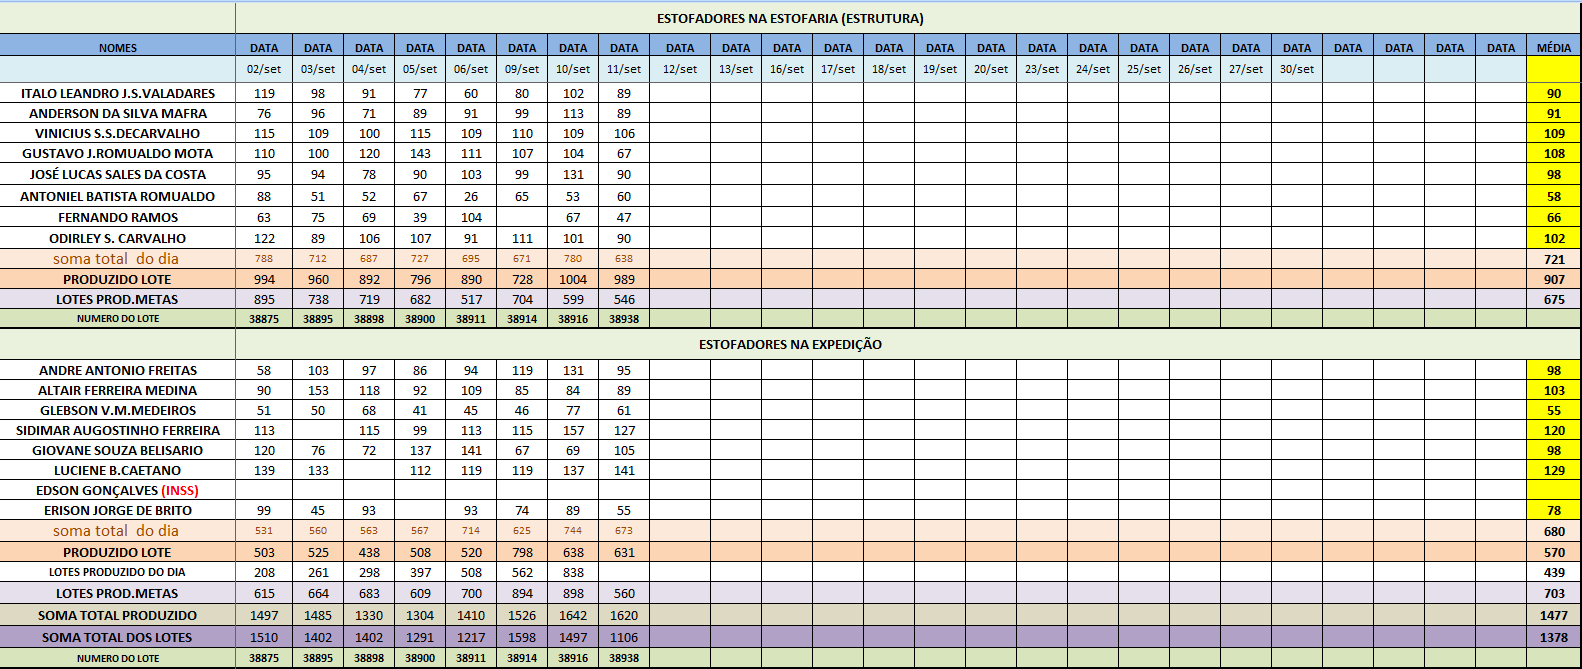 ESTOFADORES NA ESTOFARIA (ESTRUTURA)
NOMES DATA DATA DATA DATA DATA DATA DATA DATA DATA DATA DATA DATA DATA DATA DATA DATA DATA DATA DATA DATA DATA DATA DATA DATA DATA MÉDIA
02/set 03/set 04/set 05/set 06/set 09/set 10/set 11/set 12/set 13/set 16/set 17/set 18/set 19/set 20/set 23/set 24/set 25/set 26/set 27/set 30/set
ITALO LEANDRO J.S.VALADARES 119 98 91 77 60 80 102 89 90
ANDERSON DA SILVA MAFRA 76 96 71 89 91 99 113 89 91
VINICIUS S.S.DECARVALHO 115 109 100 115 109 110 109 106 109
GUSTAVO J.ROMUALDO MOTA 110 100 120 143 111 107 104 67 108
JOSÉ LUCAS SALES DA COSTA 95 94 78 90 103 99 131 90 98
ANTONIEL BATISTA ROMUALDO 88 51 52 67 26 65 53 60 58
FERNANDO RAMOS 63 75 69 39 104 67 47 66
ODIRLEY S. CARVALHO 122 89 106 107 91 111 101 90 102
soma total do dia 788 712 687 727 695 671 780 638 721
PRODUZIDO LOTE 994 960 892 796 890 728 1004 989 907
LOTES PROD.METAS 895 738 719 682 517 704 599 546 675
NUMERO DO LOTE 38875 38895 38898 38900 38911 38914 38916 38938
ESTOFADORES NA EXPEDIÇÃO
ANDRE ANTONIO FREITAS 58 103 97 86 94 119 131 95 98
ALTAIR FERREIRA MEDINA 90 153 118 92 109 85 84 89 103
GLEBSON V.M.MEDEIROS 51 50 68 41 45 46 77 61 55
SIDIMAR AUGOSTINHO FERREIRA 113 115 99 113 115 157 127 120
GIOVANE SOUZA BELISARIO 120 76 72 137 141 67 69 105 98
LUCIENE B.CAETANO 139 133 112 119 119 137 141 129
EDSON GONÇALVES (INSS)
ERISON JORGE DE BRITO 99 45 93 93 74 89 55 78
soma total do dia 531 560 563 567 714 625 744 673 680
PRODUZIDO LOTE 503 525 438 508 520 798 638 631 570
LOTES PRODUZIDO DO DIA 208 261 298 397 508 562 838 439
LOTES PROD.METAS 615 664 683 609 700 894 898 560 703
SOMA TOTAL PRODUZIDO 1497 1485 1330 1304 1410 1526 1642 1620 1477
SOMA TOTAL DOS LOTES 1510 1402 1402 1291 1217 1598 1497 1106 1378
NUMERO DO LOTE 38875 38895 38898 38900 38911 38914 38916 38938